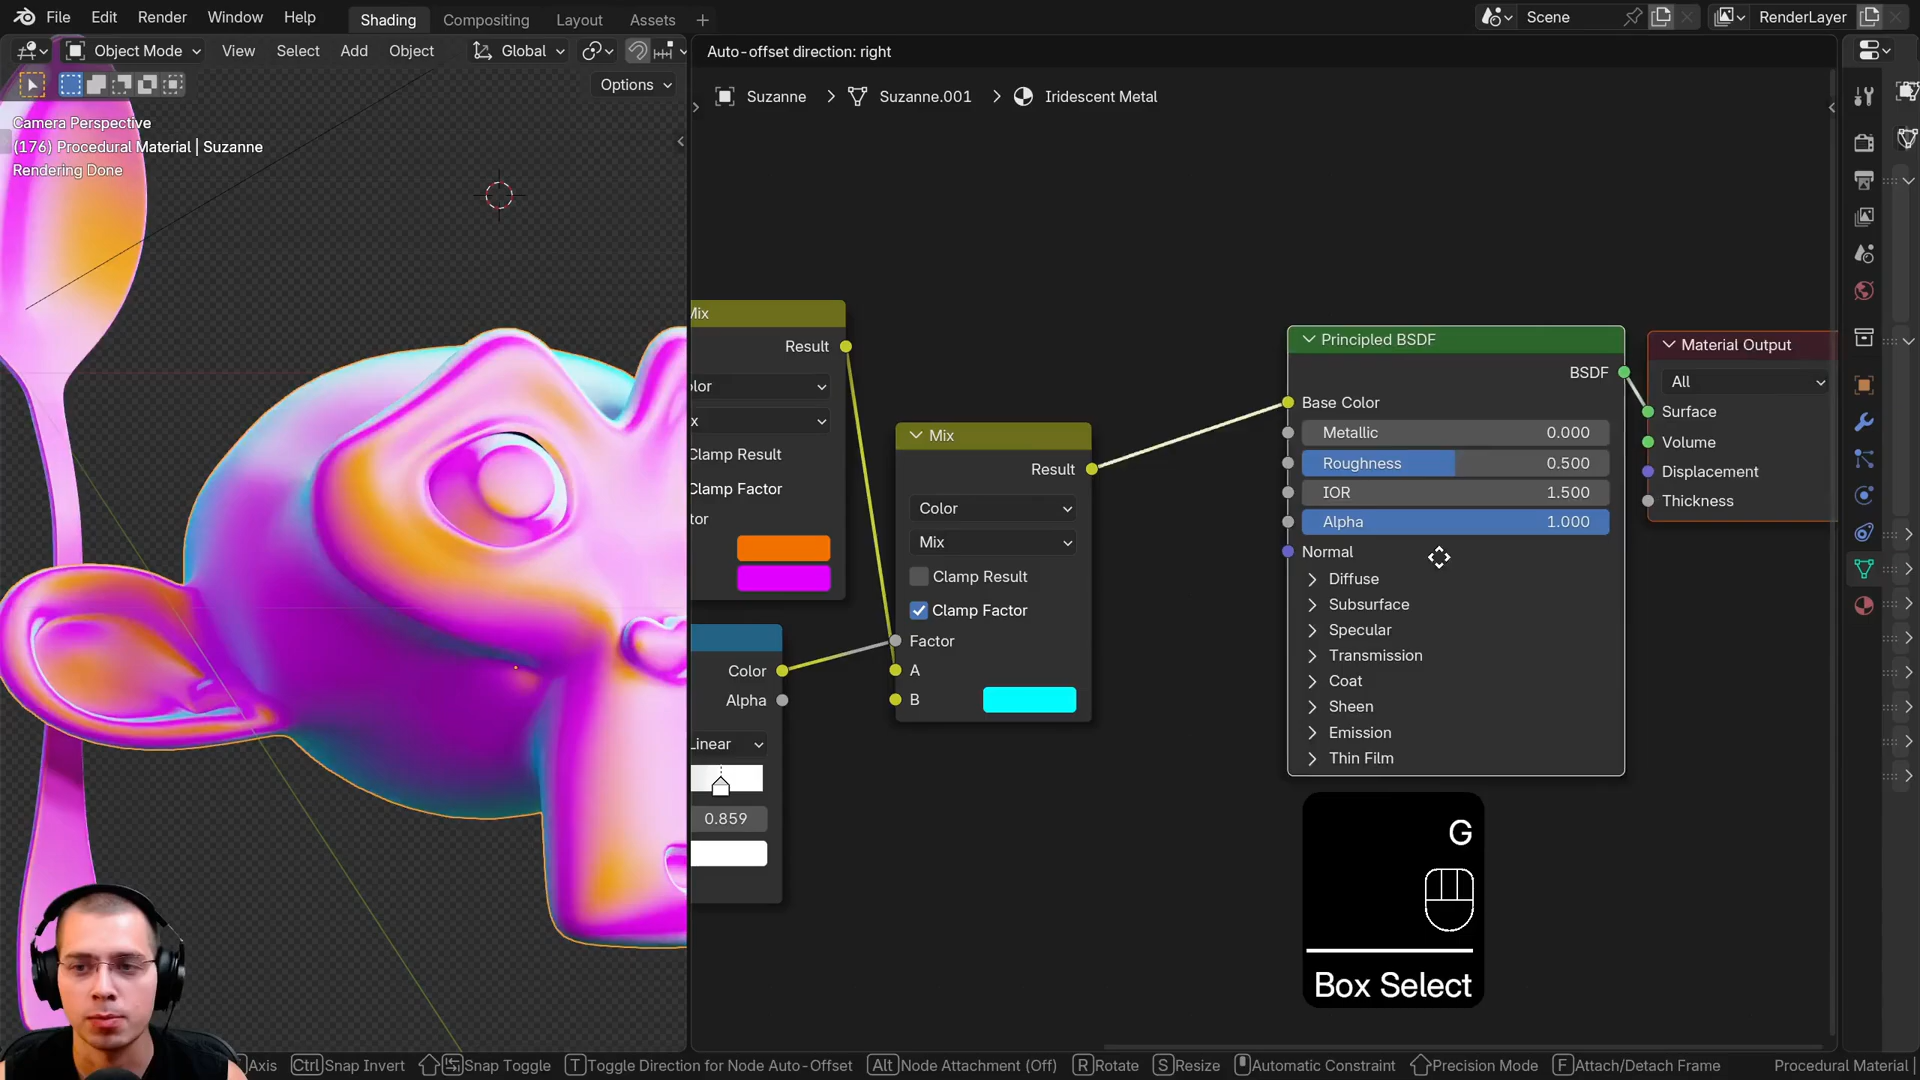 File Edit Render Window Help Shading Compositing Layout Texture Assets Scene RenderLayer
Object Mode View Select Add Object Global
Auto-offset direction: right
Options
Suzanne > Suzanne.001 > Iridescent Metal
Camera Perspective
(176) Procedural Material | Suzanne
Rendering Done
Mix
Result
lor
x
Clamp Result
Clamp Factor
tor
Color
Alpha
Linear
0.859
Mix
Result
Color
Mix
Clamp Result
Clamp Factor
Factor
A
B
Principled BSDF
BSDF
Base Color
Metallic 0.000
Roughness 0.500
IOR 1.500
Alpha 1.000
Normal
Diffuse
Subsurface
Specular
Transmission
Coat
Sheen
Emission
Thin Film
Material Output
All
Surface
Volume
Displacement
Thickness
G
Box Select
Axis Ctrl Snap Invert Snap Toggle T Toggle Direction for Node Auto-Offset Alt Node Attachment (Off) R Rotate S Resize Automatic Constraint Precision Mode F Attach/Detach Frame Procedural Material |